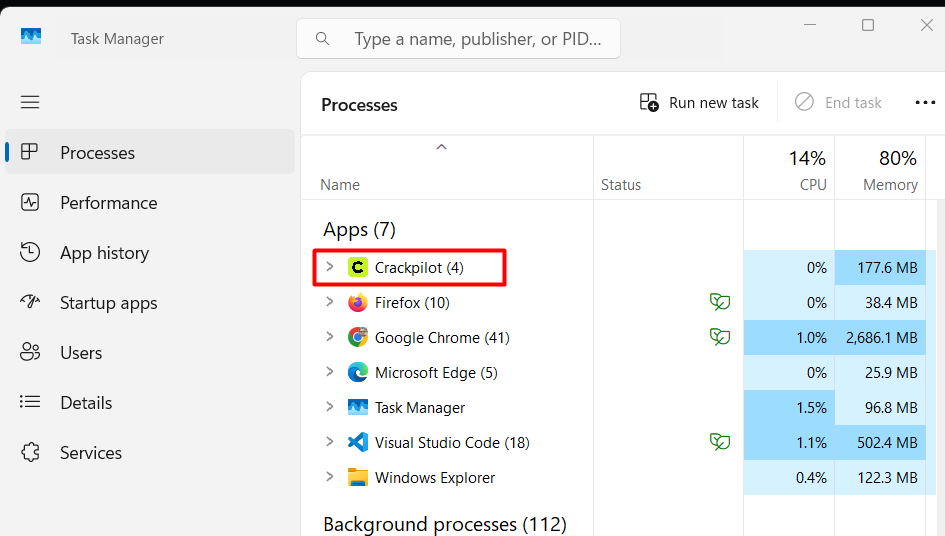 Task Manager
Type a name, publisher, or PID...
Processes
Performance
App history
Startup apps
Users
Details
Services
Processes
Run new task
End task
Name Status 14% CPU 80% Memory
Apps (7)
C Crackpilot (4) 0% 177.6 MB
Firefox (10) 0% 38.4 MB
Google Chrome (41) 1.0% 2,686.1 MB
Microsoft Edge (5) 0% 25.9 MB
Task Manager 1.5% 96.8 MB
Visual Studio Code (18) 1.1% 502.4 MB
Windows Explorer 0.4% 122.3 MB
Background processes (112)